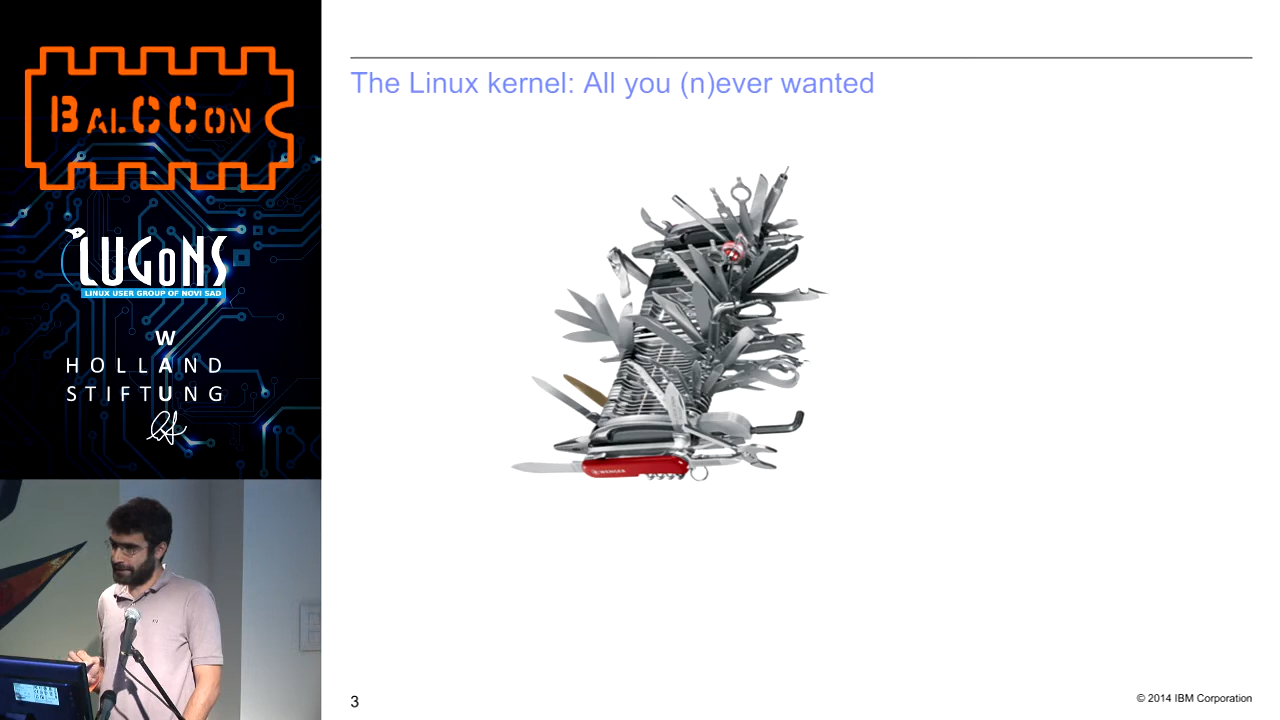 BALCCON
LUGONS
LINUX USER GROUP OF NOVI SAD
W
HOLLAND
STIFTUNG
The Linux kernel: All you (n)ever wanted
WENGER
3
© 2014 IBM Corporation